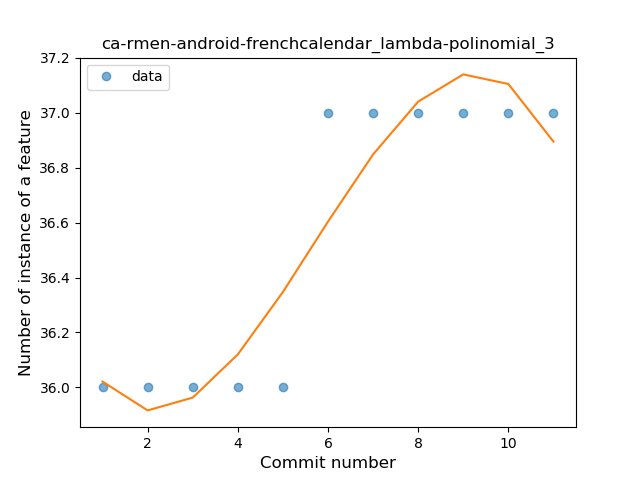 ca-rmen-android-frenchcalendar_lambda-polinomial_3
data
Number of instance of a feature
37.2
37.0
36.8
36.6
36.4
36.2
36.0
2 4 6 8 10
Commit number